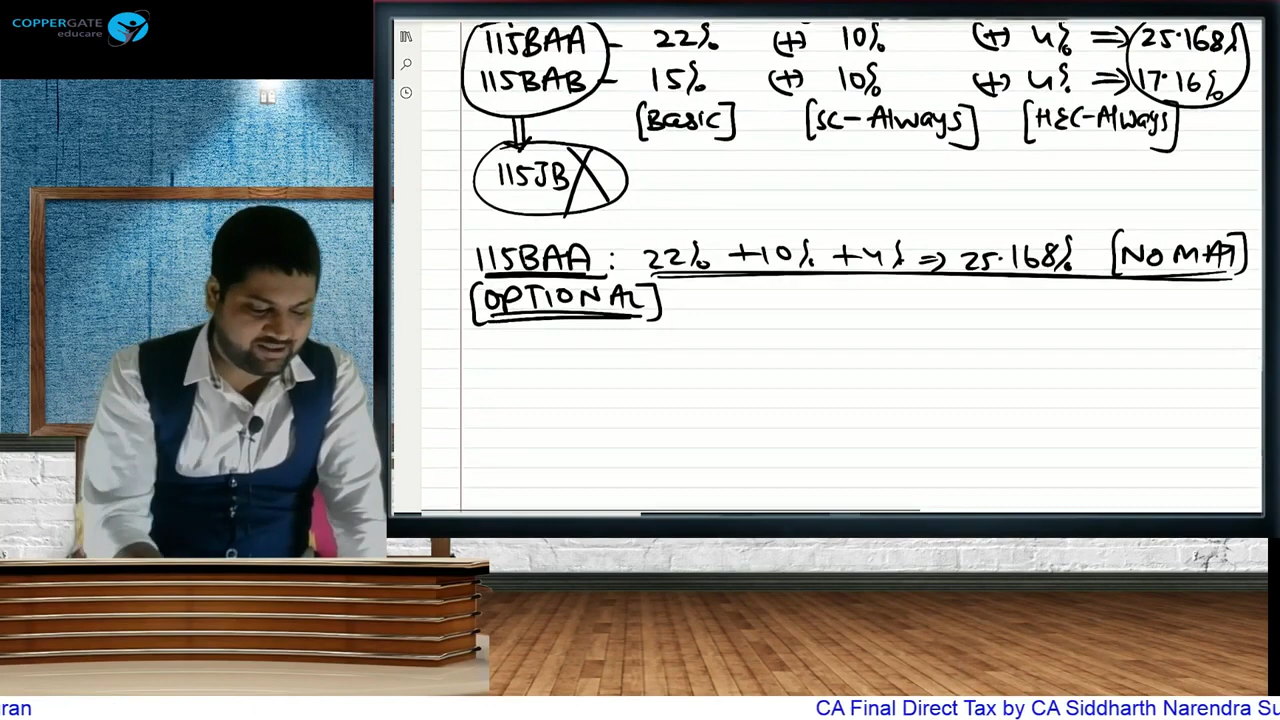 COPPERGATE
educare
115BAA - 22% (+) 10% (+) 4% ⇒ 25.168%
115BAB - 15% (+) 10% (+) 4% ⇒ 17.16%
[Basic] [SC-Always] [HEC-Always]
115JB
115BAA : 22% +10% +4% ⇒ 25.168% [NO MAT]
[OPTIONAL]
ran CA Final Direct Tax by CA Siddharth Narendra Su